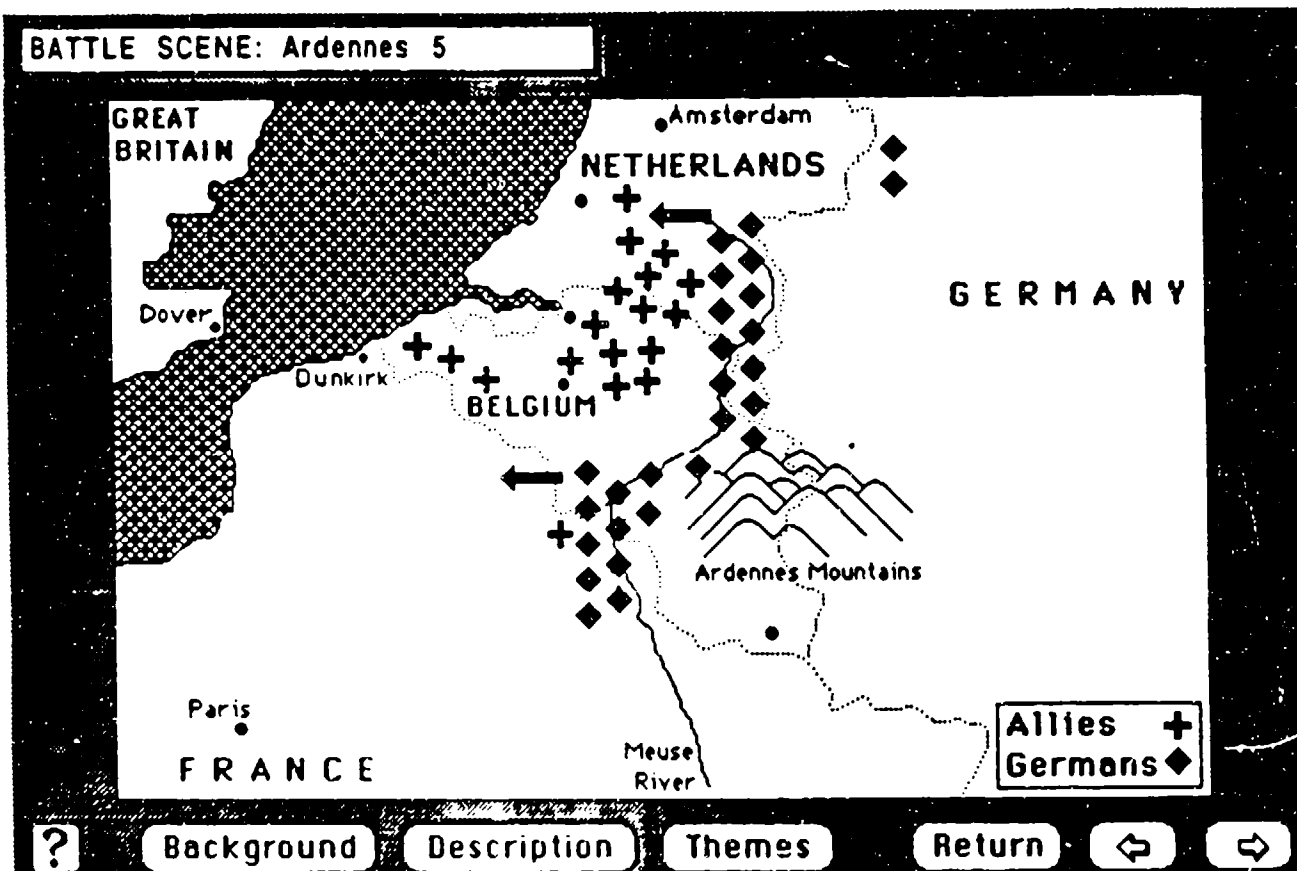 BATTLE SCENE: Ardennes 5
GREAT
BRITAIN
Amsterdam
NETHERLANDS
GERMANY
Dover
Dunkirk
BELGIUM
Ardennes Mountains
Paris
FRANCE
Meuse
River
Allies
Germans
?
Background
Description
Themes
Return